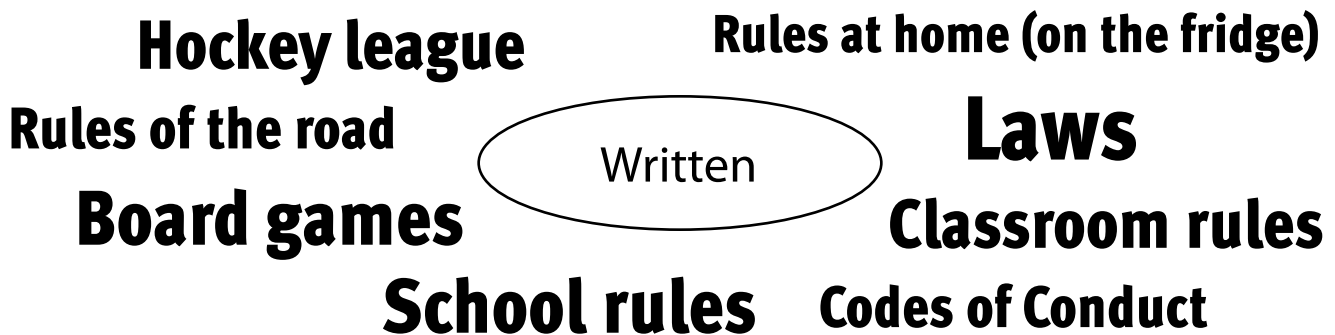 Hockey league
Rules at home (on the fridge)
Rules of the road
Laws
Written
Board games
Classroom rules
School rules
Codes of Conduct